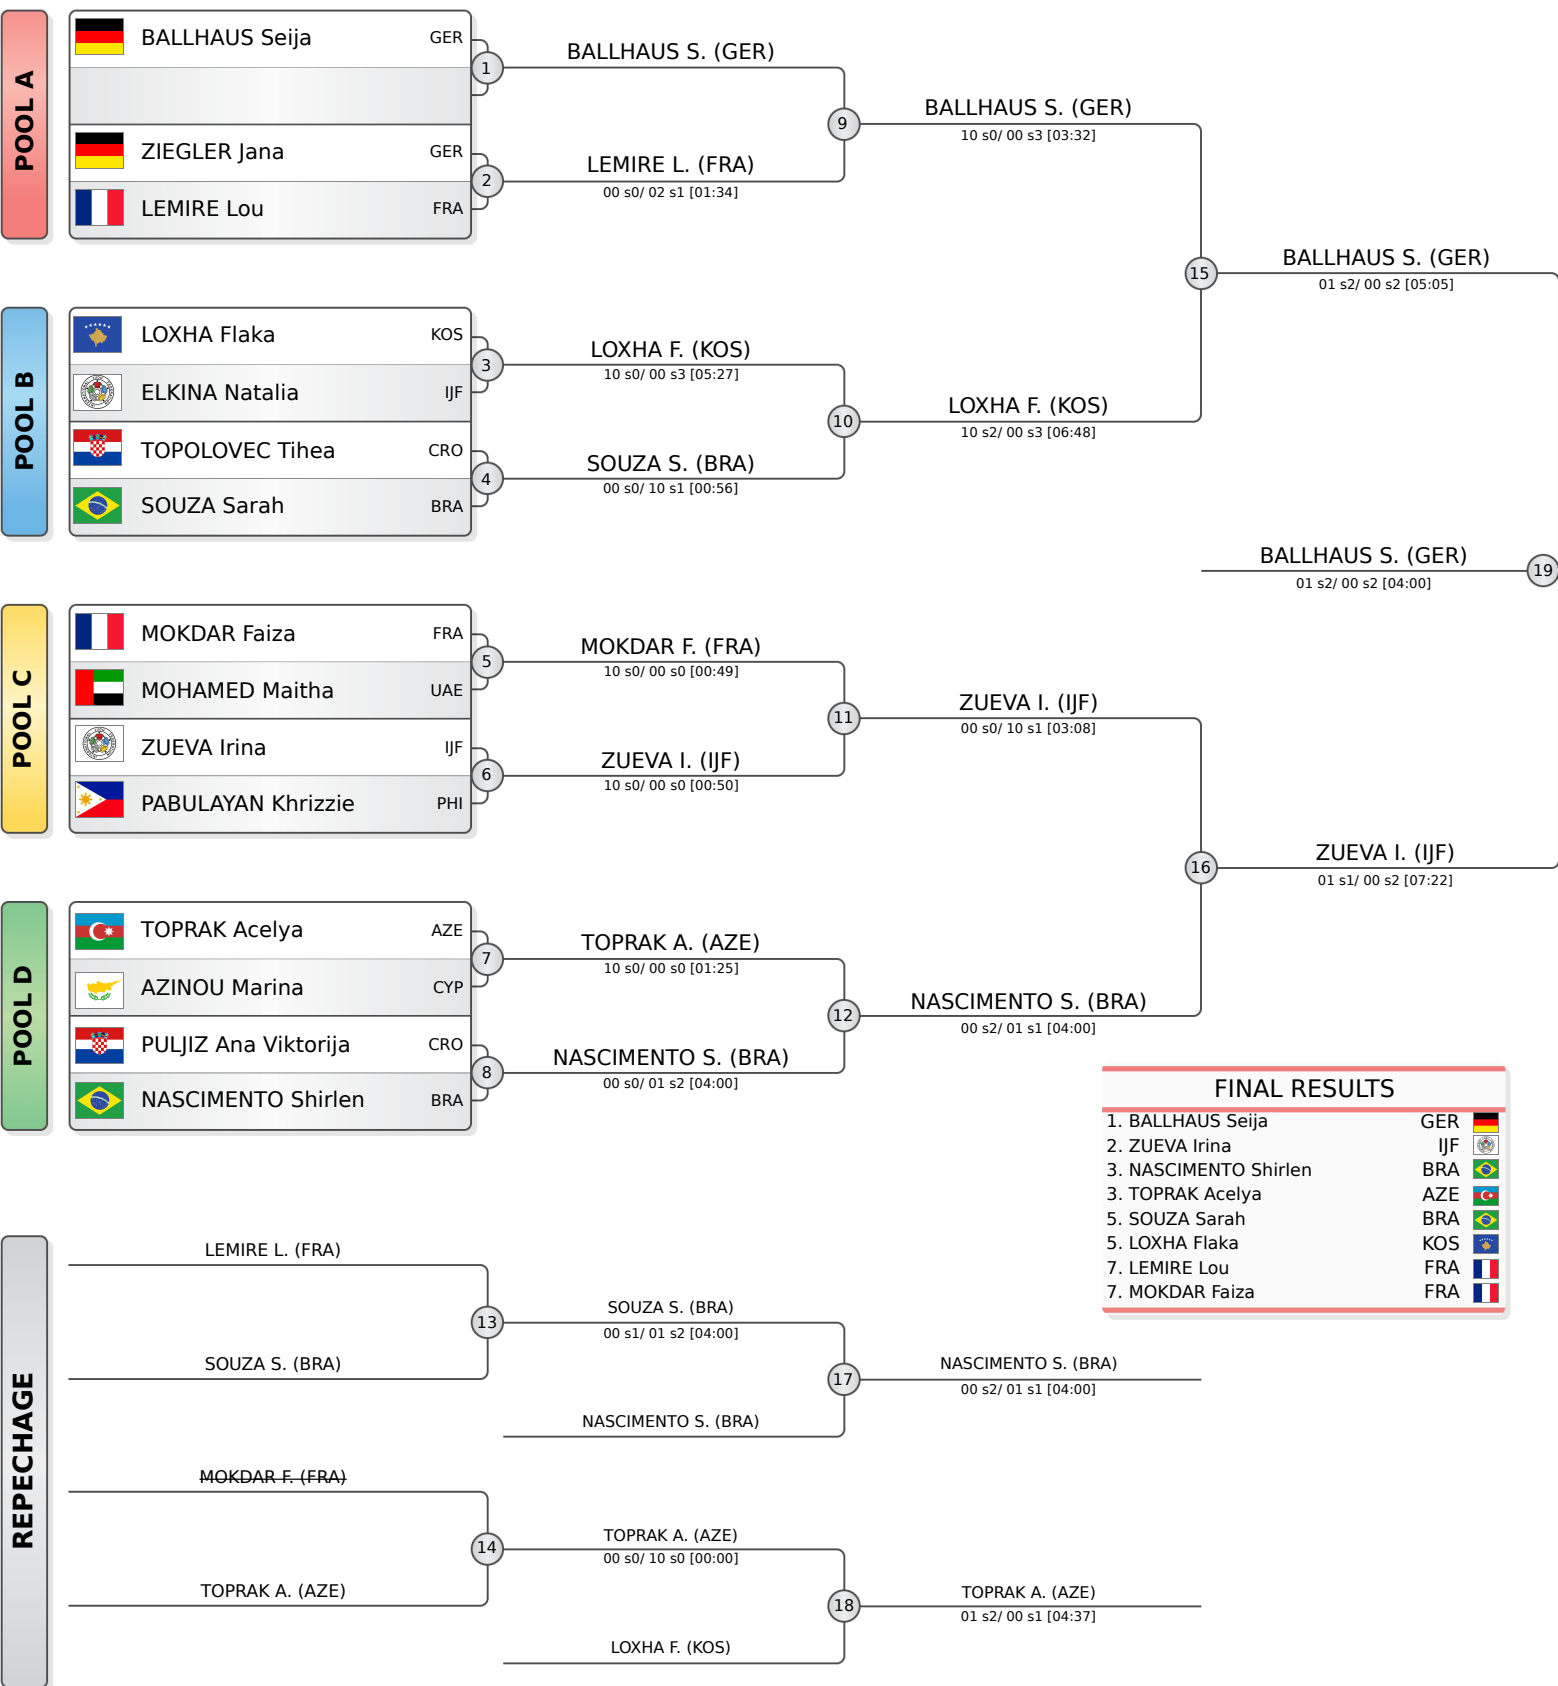 POOL A
BALLHAUS Seija GER
ZIEGLER Jana GER
LEMIRE Lou FRA
1
2
BALLHAUS S. (GER)
LEMIRE L. (FRA)
00 s0/ 02 s1 [01:34]
9
BALLHAUS S. (GER)
10 s0/ 00 s3 [03:32]
POOL B
LOXHA Flaka KOS
ELKINA Natalia IJF
TOPOLOVEC Tihea CRO
SOUZA Sarah BRA
3
4
LOXHA F. (KOS)
10 s0/ 00 s3 [05:27]
SOUZA S. (BRA)
00 s0/ 10 s1 [00:56]
10
LOXHA F. (KOS)
10 s2/ 00 s3 [06:48]
15
BALLHAUS S. (GER)
01 s2/ 00 s2 [05:05]
BALLHAUS S. (GER)
01 s2/ 00 s2 [04:00]
19
POOL C
MOKDAR Faiza FRA
MOHAMED Maitha UAE
ZUEVA Irina IJF
PABULAYAN Khrizzie PHI
5
6
MOKDAR F. (FRA)
10 s0/ 00 s0 [00:49]
ZUEVA I. (IJF)
10 s0/ 00 s0 [00:50]
11
ZUEVA I. (IJF)
00 s0/ 10 s1 [03:08]
POOL D
TOPRAK Acelya AZE
AZINOU Marina CYP
PULJIZ Ana Viktorija CRO
NASCIMENTO Shirlen BRA
7
8
TOPRAK A. (AZE)
10 s0/ 00 s0 [01:25]
NASCIMENTO S. (BRA)
00 s0/ 01 s2 [04:00]
12
NASCIMENTO S. (BRA)
00 s2/ 01 s1 [04:00]
16
ZUEVA I. (IJF)
01 s1/ 00 s2 [07:22]
FINAL RESULTS
1. BALLHAUS Seija GER
2. ZUEVA Irina IJF
3. NASCIMENTO Shirlen BRA
3. TOPRAK Acelya AZE
5. SOUZA Sarah BRA
5. LOXHA Flaka KOS
7. LEMIRE Lou FRA
7. MOKDAR Faiza FRA
REPECHAGE
LEMIRE L. (FRA)
SOUZA S. (BRA)
13
SOUZA S. (BRA)
00 s1/ 01 s2 [04:00]
NASCIMENTO S. (BRA)
17
NASCIMENTO S. (BRA)
00 s2/ 01 s1 [04:00]
MOKDAR F. (FRA)
TOPRAK A. (AZE)
14
TOPRAK A. (AZE)
00 s0/ 10 s0 [00:00]
LOXHA F. (KOS)
18
TOPRAK A. (AZE)
01 s2/ 00 s1 [04:37]